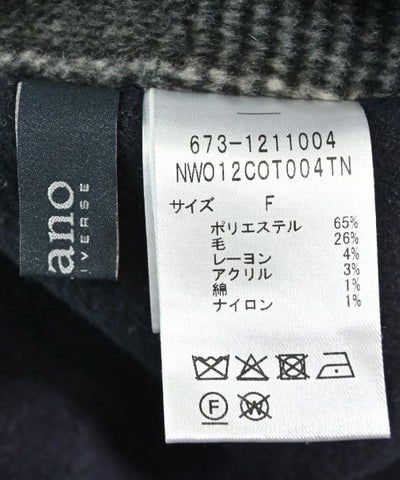 ano
IVERSE
673-1211004
NW012COT004TN
サイズ F
ポリエステル 65%
毛 26%
レーヨン 4%
アクリル 3%
綿 1%
ナイロン 1%
F W